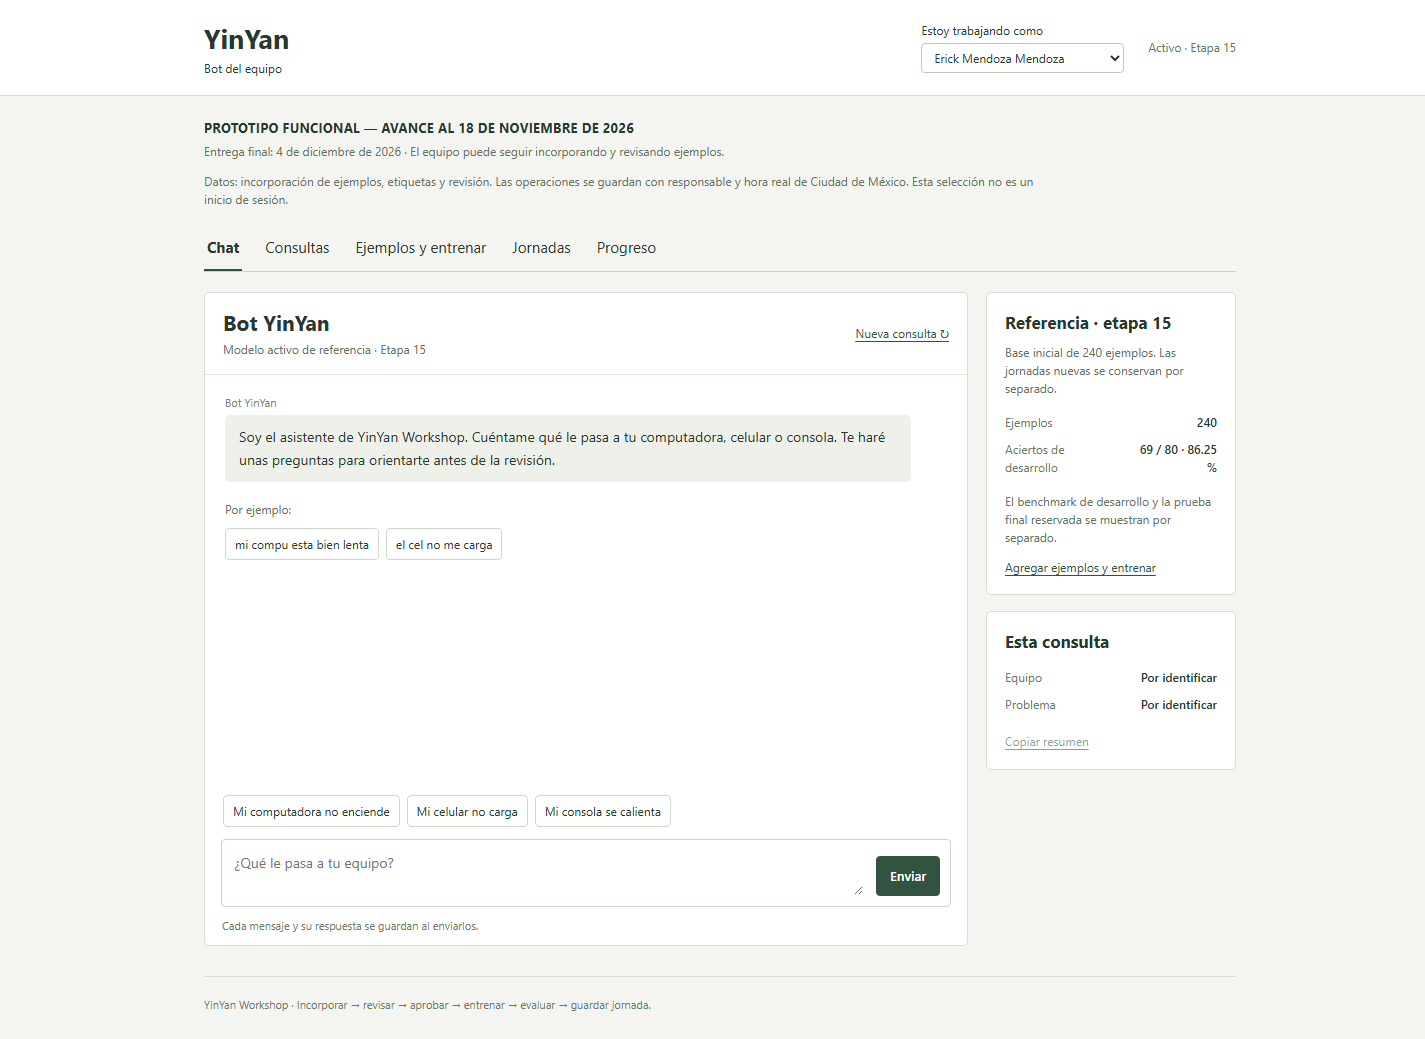 YinYan
Bot del equipo
Estoy trabajando como
Erick Mendoza Mendoza
Activo · Etapa 15
PROTOTIPO FUNCIONAL — AVANCE AL 18 DE NOVIEMBRE DE 2026
Entrega final: 4 de diciembre de 2026 · El equipo puede seguir incorporando y revisando ejemplos.
Datos: incorporación de ejemplos, etiquetas y revisión. Las operaciones se guardan con responsable y hora real de Ciudad de México. Esta selección no es un
inicio de sesión.
Chat Consultas Ejemplos y entrenar Jornadas Progreso
Bot YinYan
Modelo activo de referencia · Etapa 15
Nueva consulta ↻
Bot YinYan
Soy el asistente de YinYan Workshop. Cuéntame qué le pasa a tu computadora, celular o consola. Te haré
unas preguntas para orientarte antes de la revisión.
Por ejemplo:
mi compu esta bien lenta el cel no me carga
Mi computadora no enciende Mi celular no carga Mi consola se calienta
¿Qué le pasa a tu equipo?
Enviar
Cada mensaje y su respuesta se guardan al enviarlos.
Referencia · etapa 15
Base inicial de 240 ejemplos. Las
jornadas nuevas se conservan por
separado.
Ejemplos 240
Aciertos de 69 / 80 · 86.25
desarrollo %
El benchmark de desarrollo y la prueba
final reservada se muestran por
separado.
Agregar ejemplos y entrenar
Esta consulta
Equipo Por identificar
Problema Por identificar
Copiar resumen
YinYan Workshop · Incorporar → revisar → aprobar → entrenar → evaluar → guardar jornada.